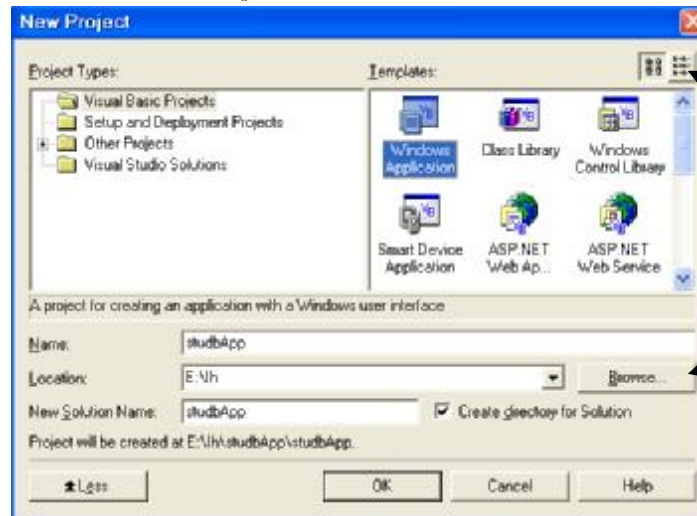 New Project
Project Types:
Templates:
Visual Basic Projects
Setup and Deployment Projects
Other Projects
Visual Studio Solutions
Windows Application
Class Library
Windows Control Library
Smart Device Application
ASP.NET Web Ap...
ASP.NET Web Service
A project for creating an application with a Windows user interface
Name:
studbApp
Location:
E:\lh
Browse...
New Solution Name:
studbApp
Create directory for Solution
Project will be created at E:\lh\studbApp\studbApp.
Less
OK
Cancel
Help